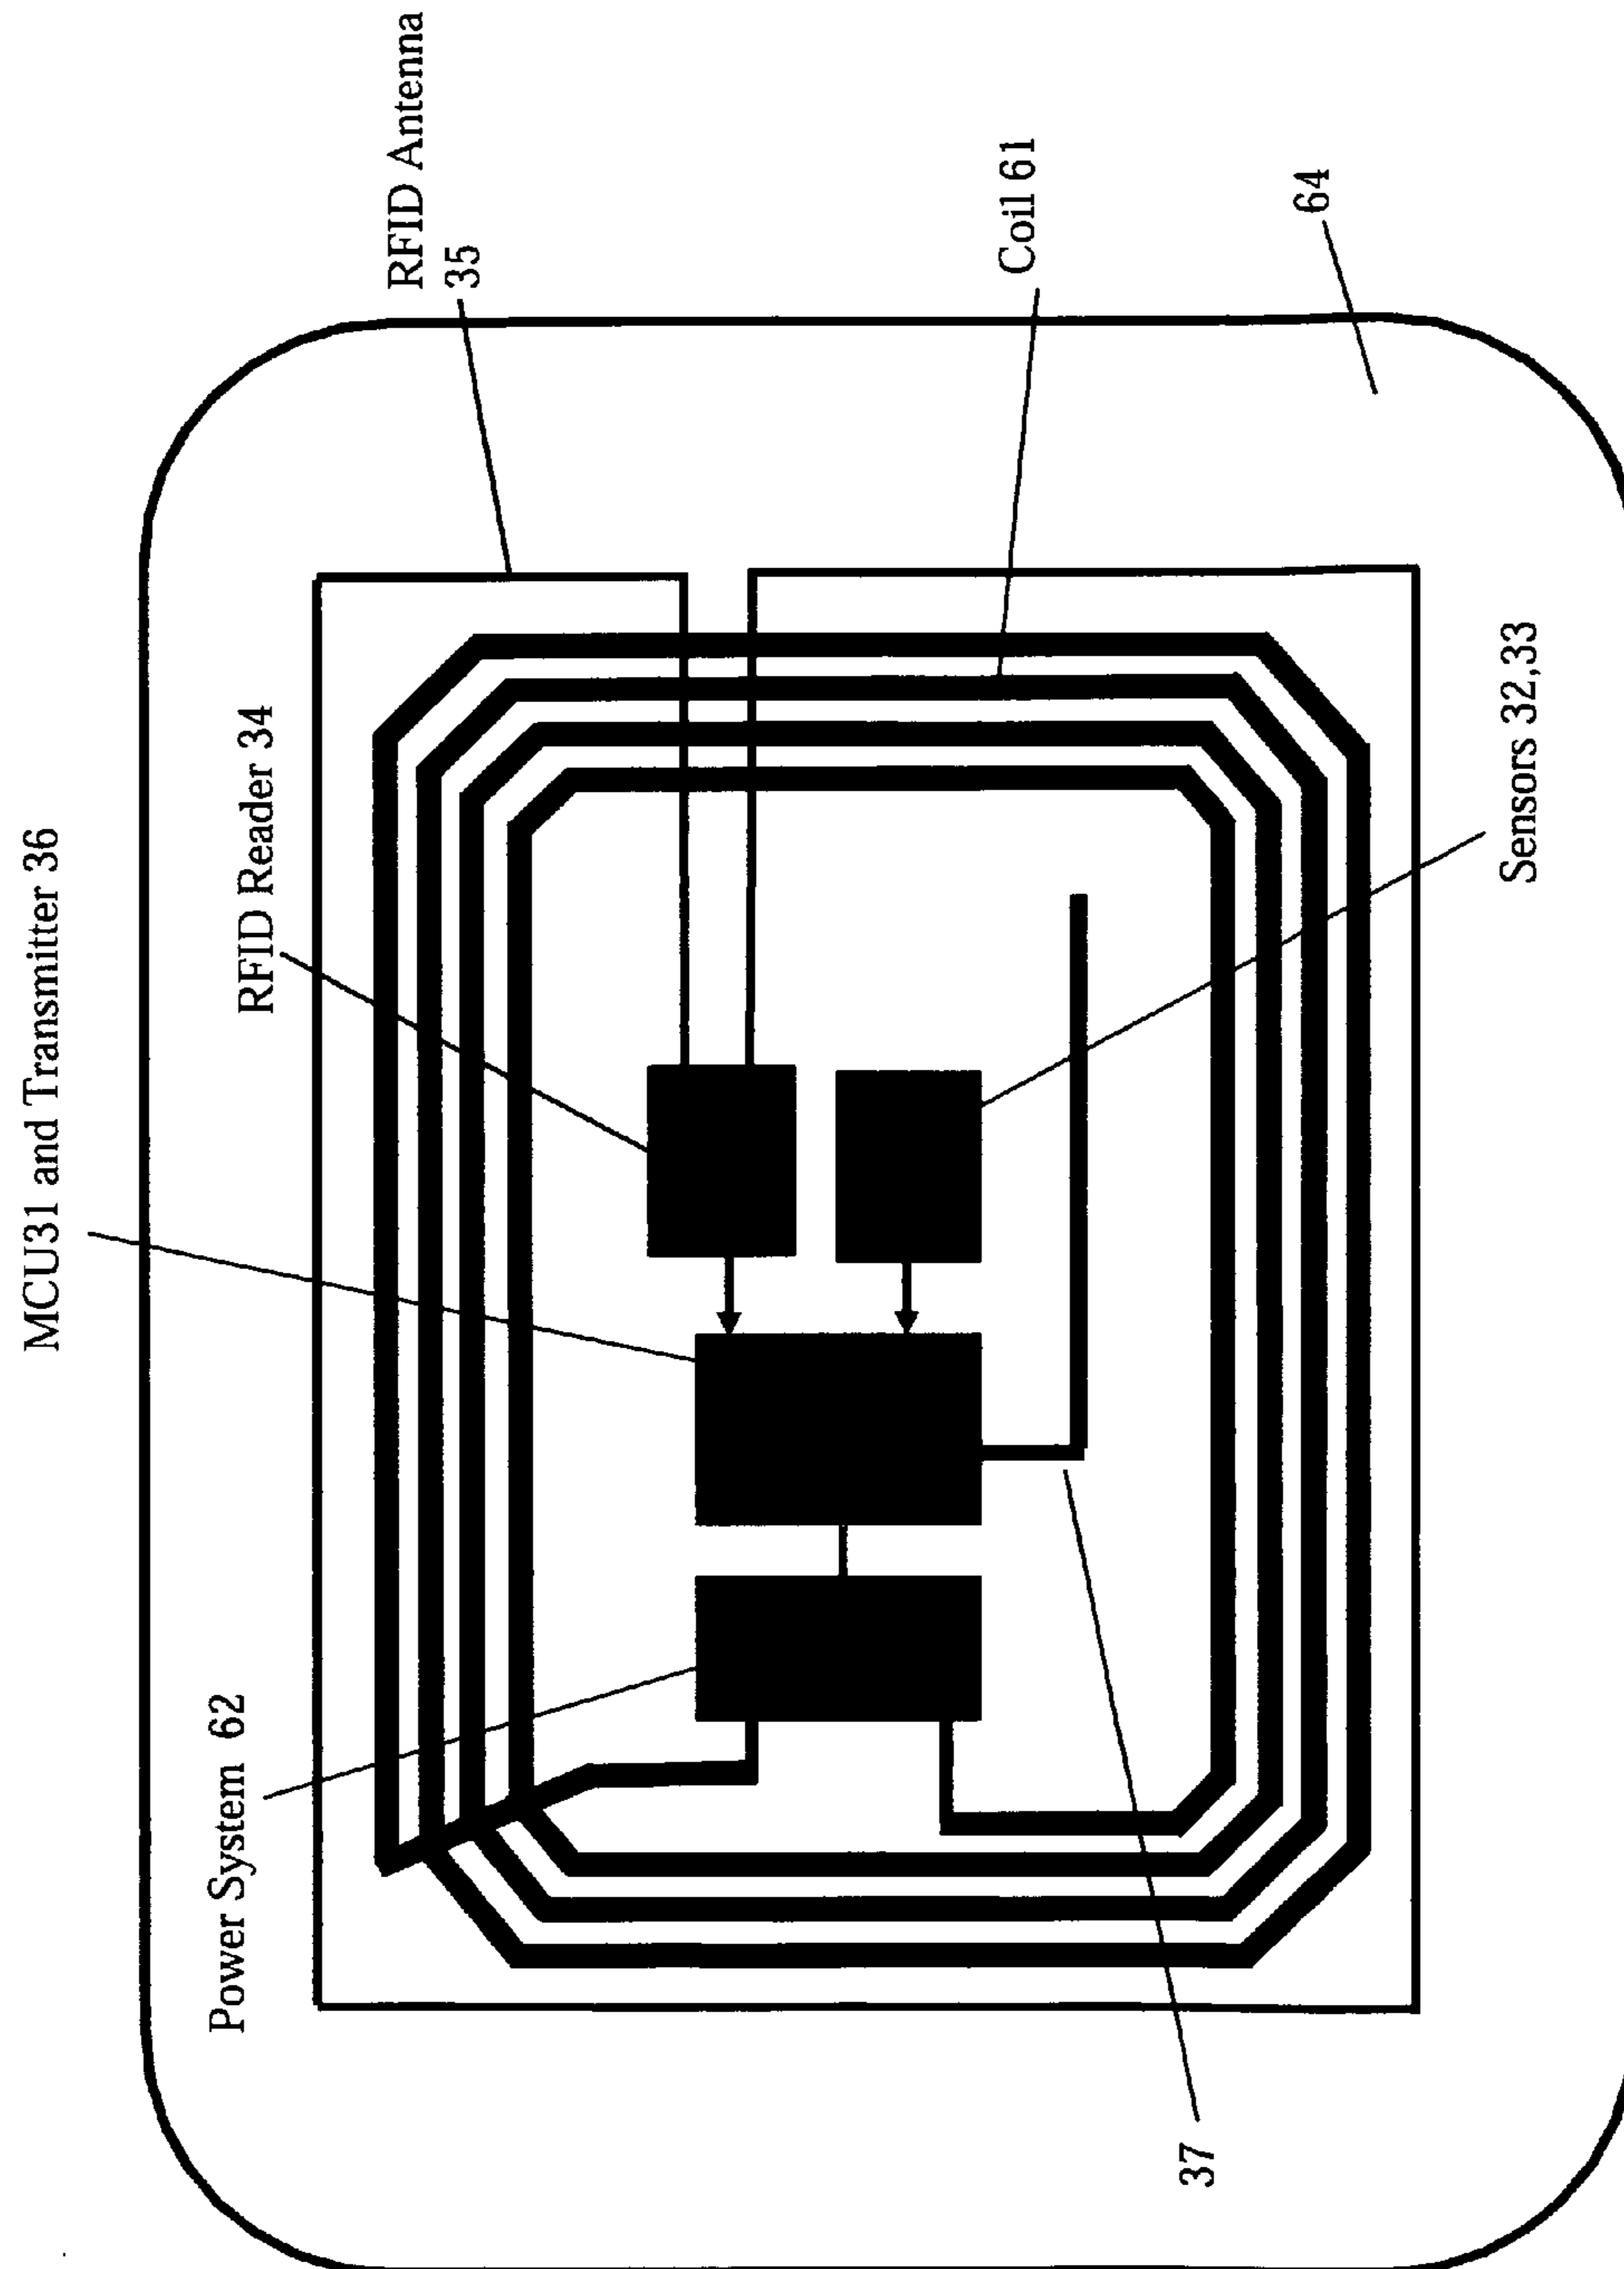 MCU31 and Transmitter 36
Power System 62
RFID Reader 34
RFID Antenna
35
Coil 61
64
37
Sensors 32,33